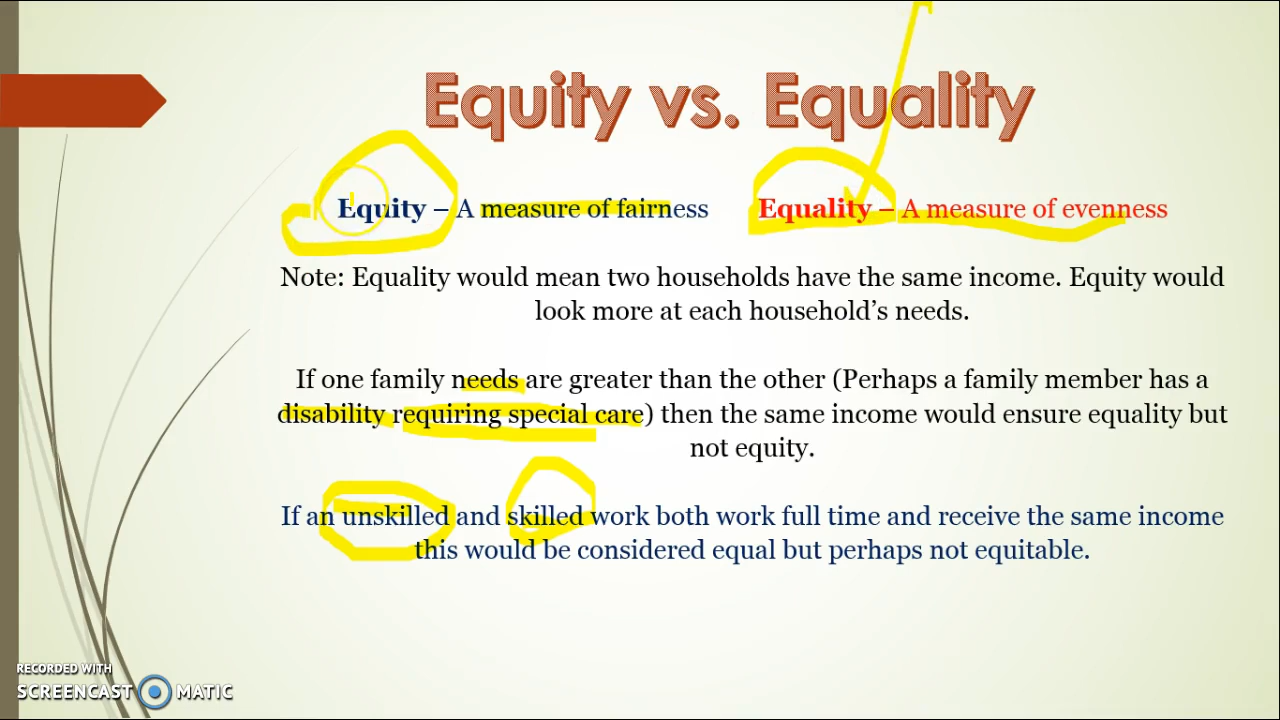 Equity vs. Equality
Equity – A measure of fairness Equality – A measure of evenness
Note: Equality would mean two households have the same income. Equity would
look more at each household’s needs.
If one family needs are greater than the other (Perhaps a family member has a
disability requiring special care) then the same income would ensure equality but
not equity.
If an unskilled and skilled work both work full time and receive the same income
this would be considered equal but perhaps not equitable.
RECORDED WITH
SCREENCAST MATIC